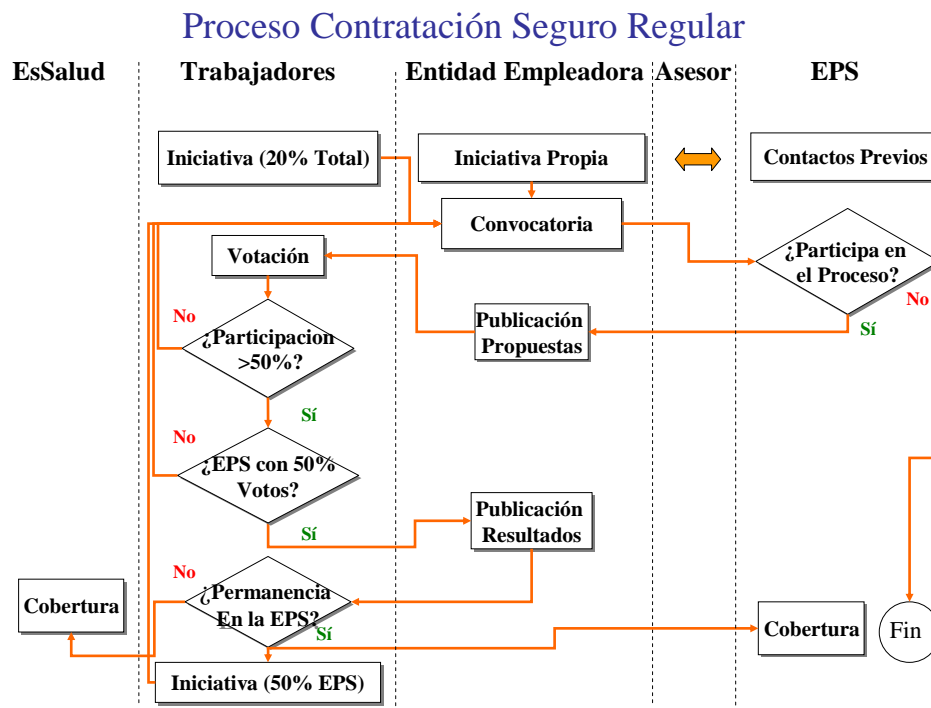 Proceso Contratación Seguro Regular
EsSalud
Trabajadores
Entidad Empleadora
Asesor
EPS
Iniciativa (20% Total)
Iniciativa Propia
Contactos Previos
Convocatoria
¿Participa en
el Proceso?
No
Sí
Votación
Publicación
Propuestas
No
¿Participacion
>50%?
Sí
No
¿EPS con 50%
Votos?
Sí
Publicación
Resultados
No
¿Permanencia
En la EPS?
Sí
Cobertura
Cobertura
Fin
Iniciativa (50% EPS)